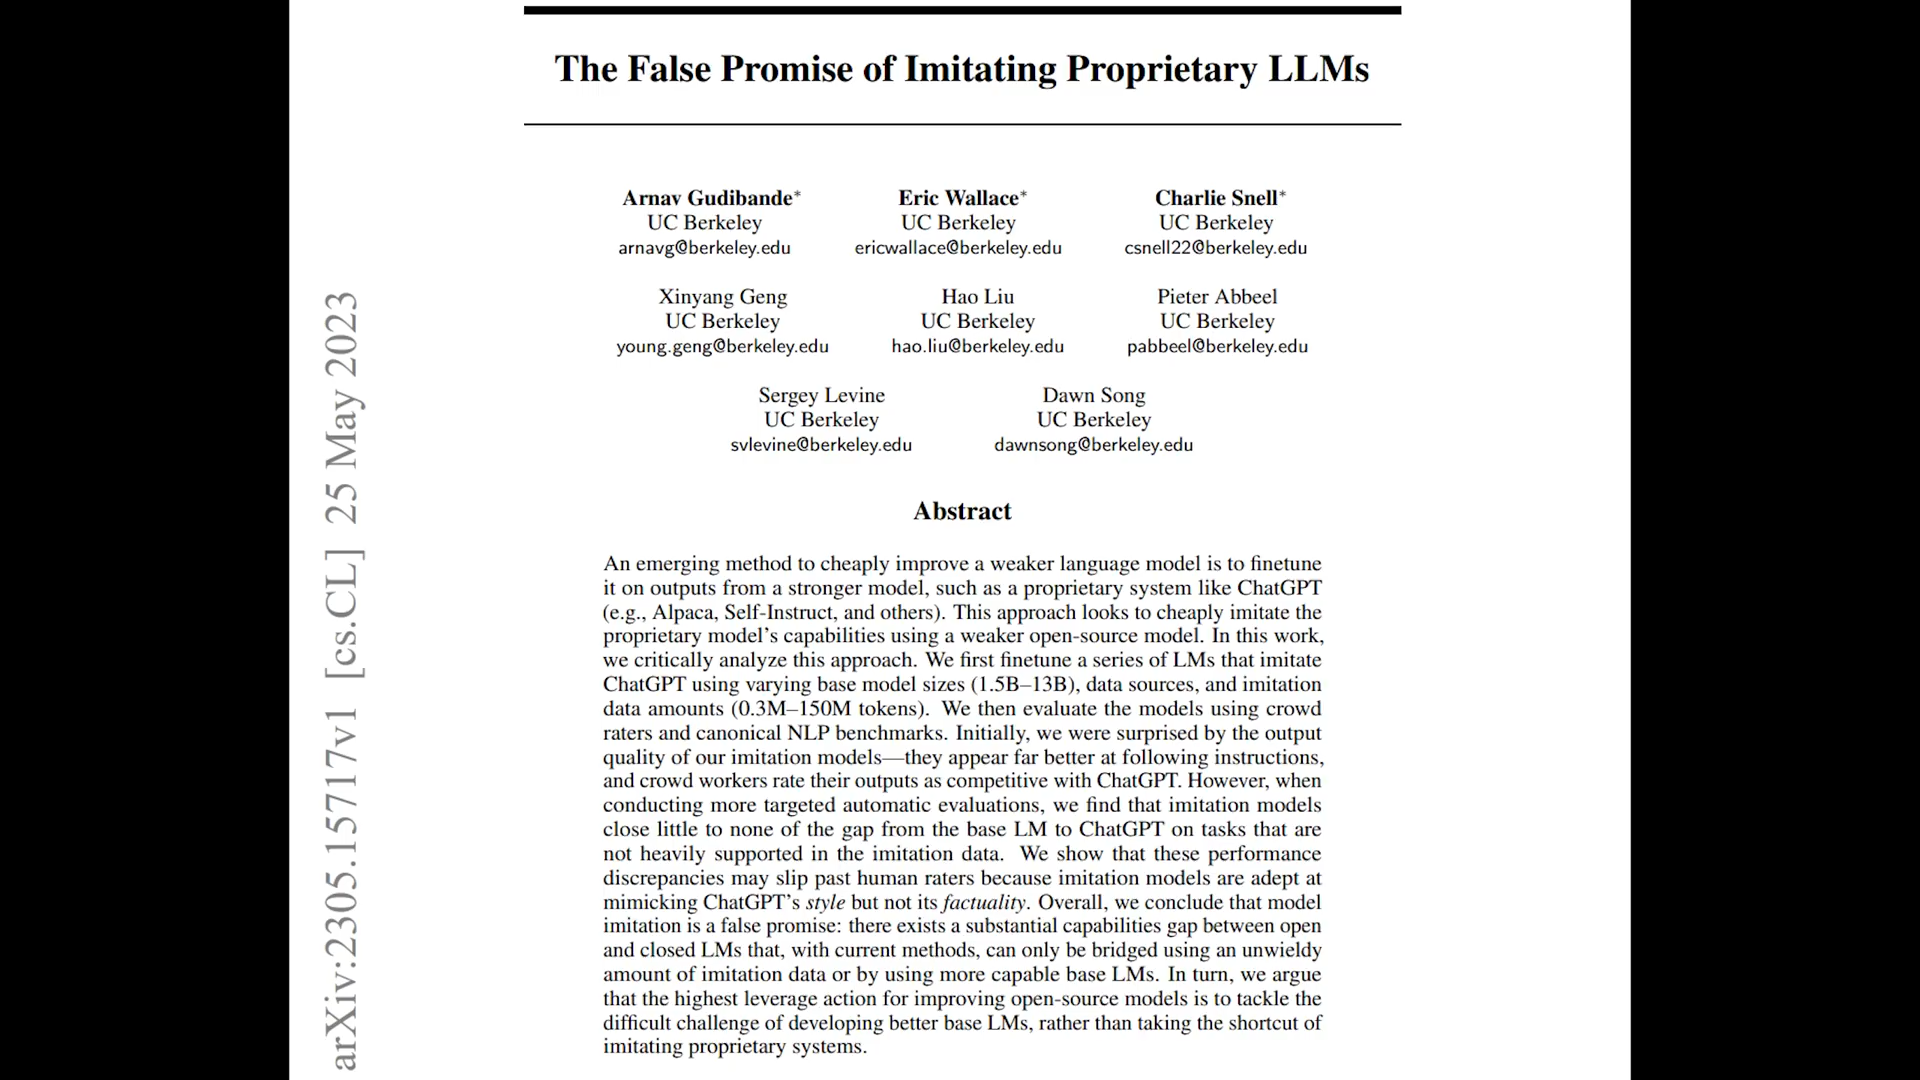 The False Promise of Imitating Proprietary LLMs
Arnav Gudibande* Eric Wallace* Charlie Snell*
UC Berkeley UC Berkeley UC Berkeley
arnavg@berkeley.edu ericwallace@berkeley.edu csnell22@berkeley.edu
Xinyang Geng Hao Liu Pieter Abbeel
UC Berkeley UC Berkeley UC Berkeley
young.geng@berkeley.edu hao.liu@berkeley.edu pabbeel@berkeley.edu
Sergey Levine Dawn Song
UC Berkeley UC Berkeley
svlevine@berkeley.edu dawnsong@berkeley.edu
Abstract
An emerging method to cheaply improve a weaker language model is to finetune
it on outputs from a stronger model, such as a proprietary system like ChatGPT
(e.g., Alpaca, Self-Instruct, and others). This approach looks to cheaply imitate the
proprietary model's capabilities using a weaker open-source model. In this work,
we critically analyze this approach. We first finetune a series of LMs that imitate
ChatGPT using varying base model sizes (1.5B–13B), data sources, and imitation
data amounts (0.3M–150M tokens). We then evaluate the models using crowd
raters and canonical NLP benchmarks. Initially, we were surprised by the output
quality of our imitation models—they appear far better at following instructions,
and crowd workers rate their outputs as competitive with ChatGPT. However, when
conducting more targeted automatic evaluations, we find that imitation models
close little to none of the gap from the base LM to ChatGPT on tasks that are
not heavily supported in the imitation data. We show that these performance
discrepancies may slip past human raters because imitation models are adept at
mimicking ChatGPT's style but not its factuality. Overall, we conclude that model
imitation is a false promise: there exists a substantial capabilities gap between open
and closed LMs that, with current methods, can only be bridged using an unwieldy
amount of imitation data or by using more capable base LMs. In turn, we argue
that the highest leverage action for improving open-source models is to tackle the
difficult challenge of developing better base LMs, rather than taking the shortcut of
imitating proprietary systems.
arXiv:2305.15717v1 [cs.CL] 25 May 2023